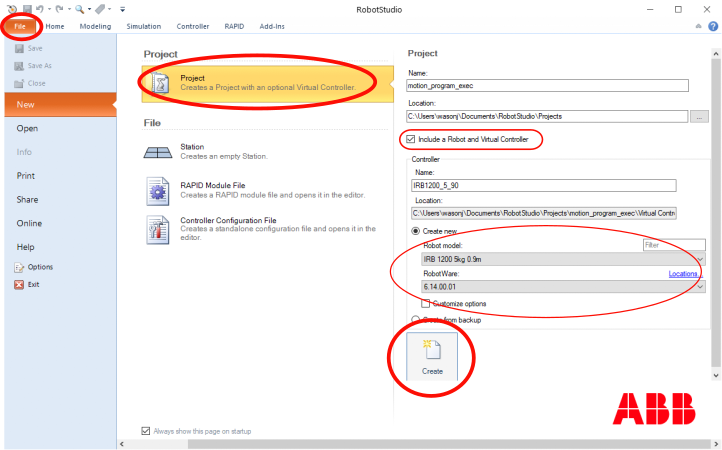 RobotStudio
File Home Modeling Simulation Controller RAPID Add-Ins
Save
Save As
Close
New
Open
Info
Print
Share
Online
Help
Options
Exit
Project
Project
Creates a Project with an optional Virtual Controller.
File
Station
Creates an empty Station.
RAPID Module File
Creates a RAPID module file and opens it in the editor.
Controller Configuration File
Creates a standalone configuration file and opens it in the
editor.
Always show this page on startup
Project
Name:
motion_program_exec
Location:
C:\Users\wasonj\Documents\RobotStudio\Projects
...
Include a Robot and Virtual Controller
Controller
Name:
IRB1200_5_90
Location:
C:\Users\wasonj\Documents\RobotStudio\Projects\motion_program_exec\Virtual Contr
Create new
Robot model: Filter
IRB 1200 5kg 0.9m
RobotWare: Locations...
6.14.00.01
Customize options
Create from backup
Create
ABB